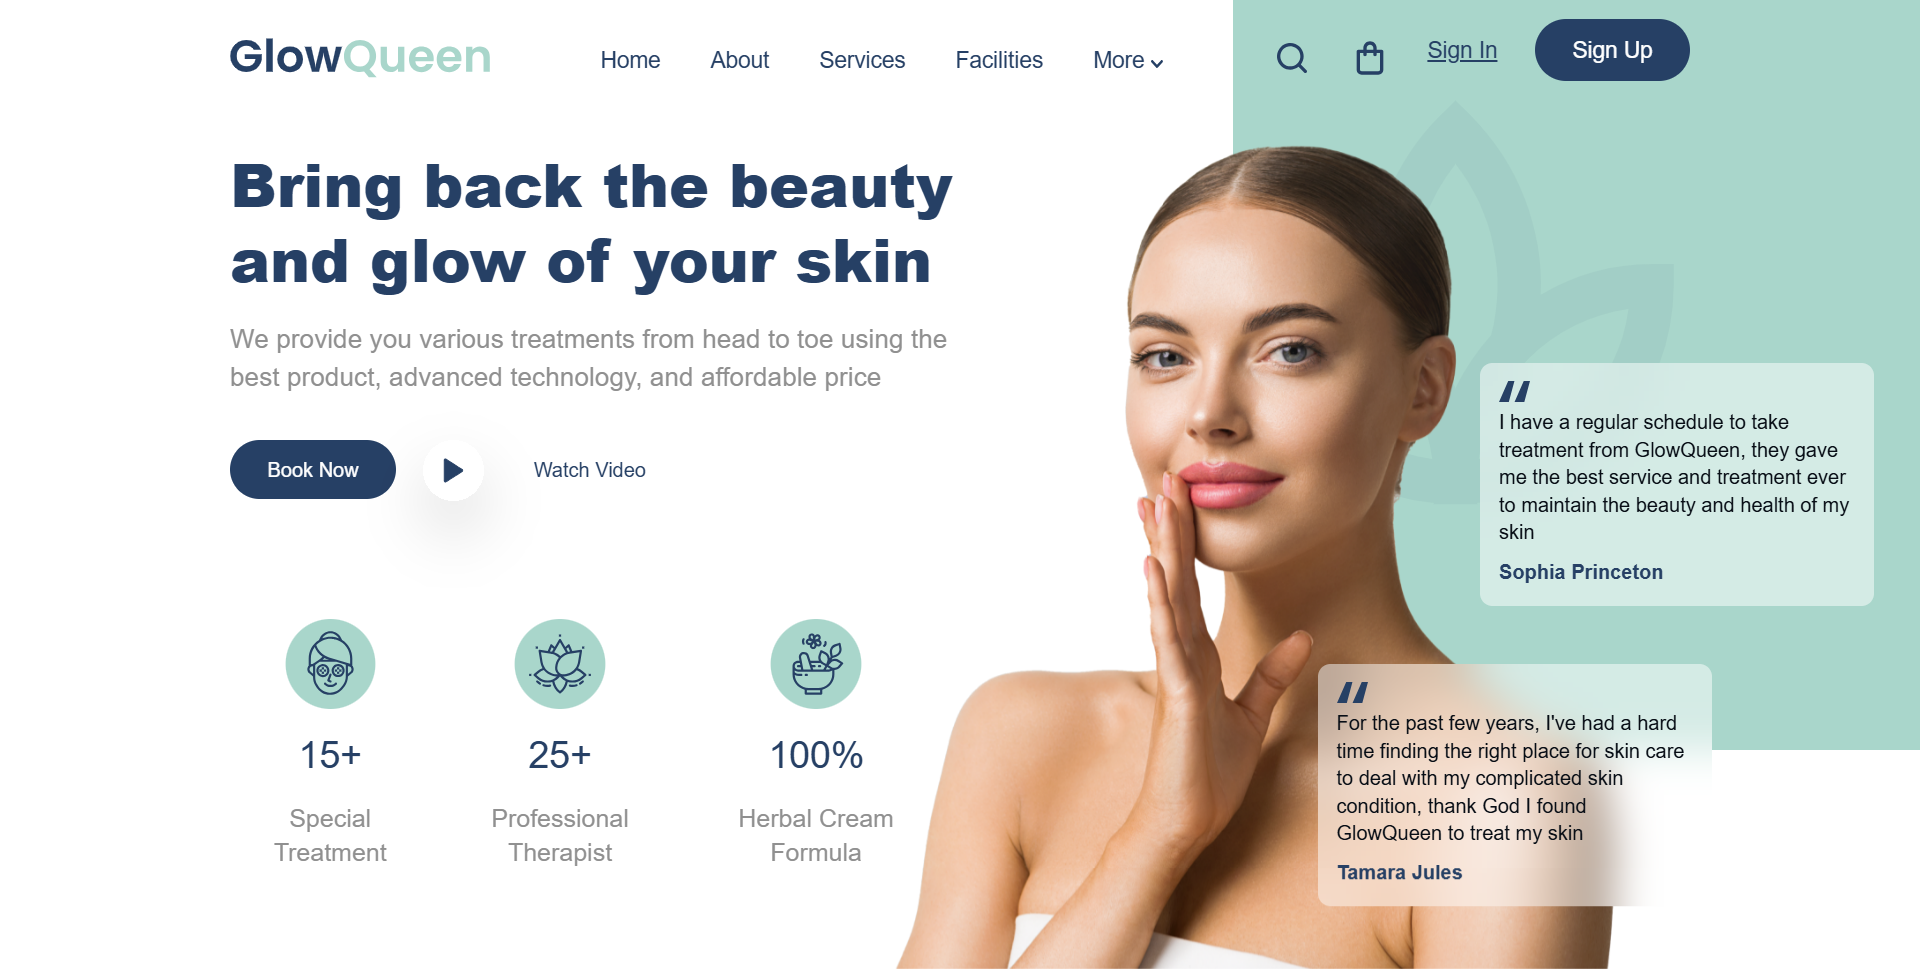 GlowQueen
Home
About
Services
Facilities
More
Sign In
Sign Up
Bring back the beauty
and glow of your skin
We provide you various treatments from head to toe using the
best product, advanced technology, and affordable price
Book Now
Watch Video
15+
Special
Treatment
25+
Professional
Therapist
100%
Herbal Cream
Formula
I have a regular schedule to take
treatment from GlowQueen, they gave
me the best service and treatment ever
to maintain the beauty and health of my
skin
Sophia Princeton
For the past few years, I've had a hard
time finding the right place for skin care
to deal with my complicated skin
condition, thank God I found
GlowQueen to treat my skin
Tamara Jules